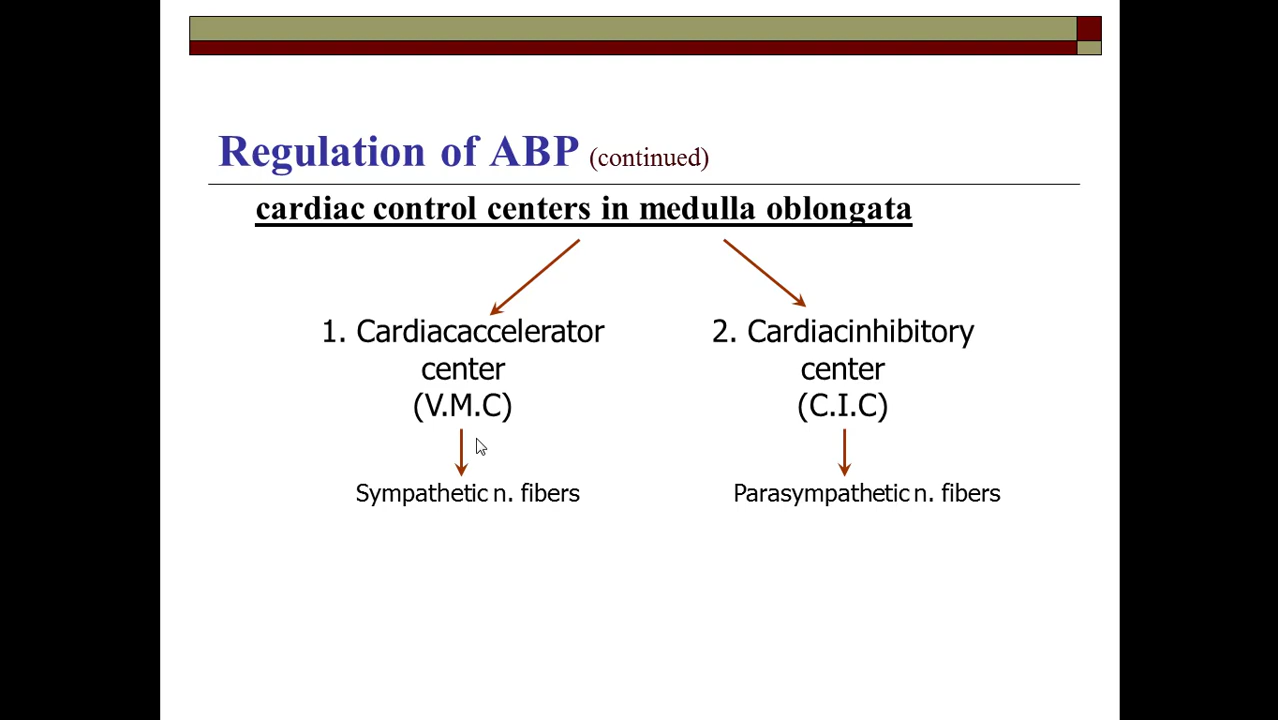 Regulation of ABP (continued)
cardiac control centers in medulla oblongata
1. Cardiacaccelerator
center
(V.M.C)
Sympathetic n. fibers
2. Cardiacinhibitory
center
(C.I.C)
Parasympathetic n. fibers